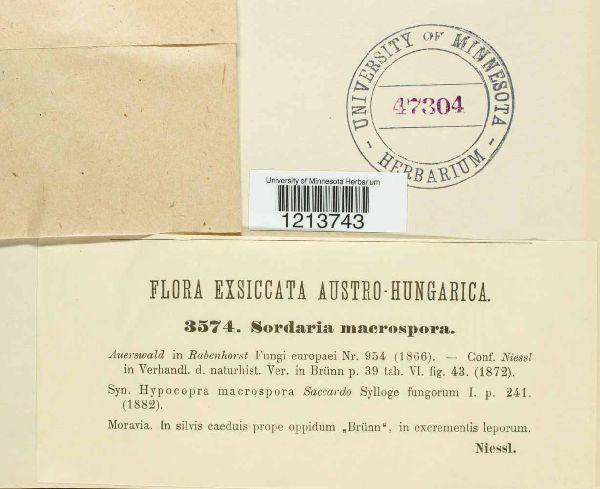 UNIVERSITY OF MINNESOTA
47304
- HERBARIUM -
University of Minnesota Herbarium
1213743
FLORA EXSICCATA AUSTRO-HUNGARICA.
3574. Sordaria macrospora.
Auerswald in Rabenhorst Fungi europaei Nr. 954 (1866). — Conf. Niessl
in Verhandl. d. naturhist. Ver. in Brünn p. 39 tab. VI. fig. 43. (1872).
Syn. Hypocopra macrospora Saccardo Sylloge fungorum I. p. 241.
(1882).
Moravia. In silvis caeduis prope oppidum „Brünn“, in excrementis leporum.
Niessl.